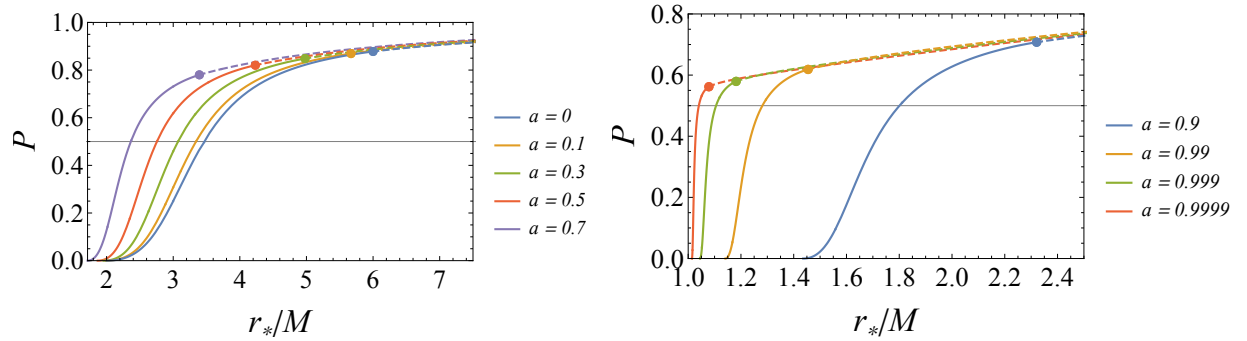 1.0
0.8
0.6
0.4
0.2
0.0
P
2 3 4 5 6 7
r*/M
a = 0
a = 0.1
a = 0.3
a = 0.5
a = 0.7
0.8
0.6
0.4
0.2
0.0
P
1.0 1.2 1.4 1.6 1.8 2.0 2.2 2.4
r*/M
a = 0.9
a = 0.99
a = 0.999
a = 0.9999